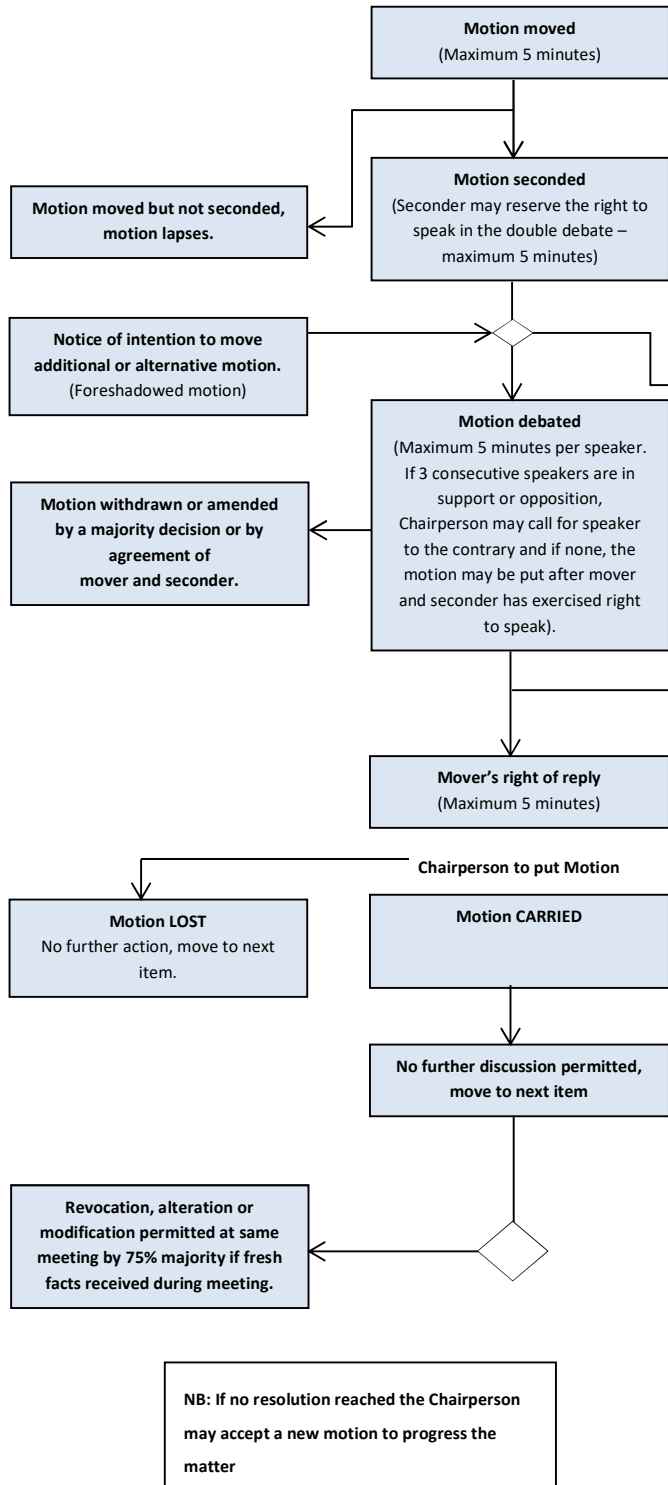 Motion moved
(Maximum 5 minutes)
Motion seconded
(Seconder may reserve the right to
speak in the double debate –
maximum 5 minutes)
Motion moved but not seconded,
motion lapses.
Notice of intention to move
additional or alternative motion.
(Foreshadowed motion)
Motion debated
(Maximum 5 minutes per speaker.
If 3 consecutive speakers are in
support or opposition,
Chairperson may call for speaker
to the contrary and if none, the
motion may be put after mover
and seconder has exercised right
to speak).
Motion withdrawn or amended
by a majority decision or by
agreement of
mover and seconder.
Mover’s right of reply
(Maximum 5 minutes)
Chairperson to put Motion
Motion LOST
No further action, move to next
item.
Motion CARRIED
No further discussion permitted,
move to next item
Revocation, alteration or
modification permitted at same
meeting by 75% majority if fresh
facts received during meeting.
NB: If no resolution reached the Chairperson
may accept a new motion to progress the
matter